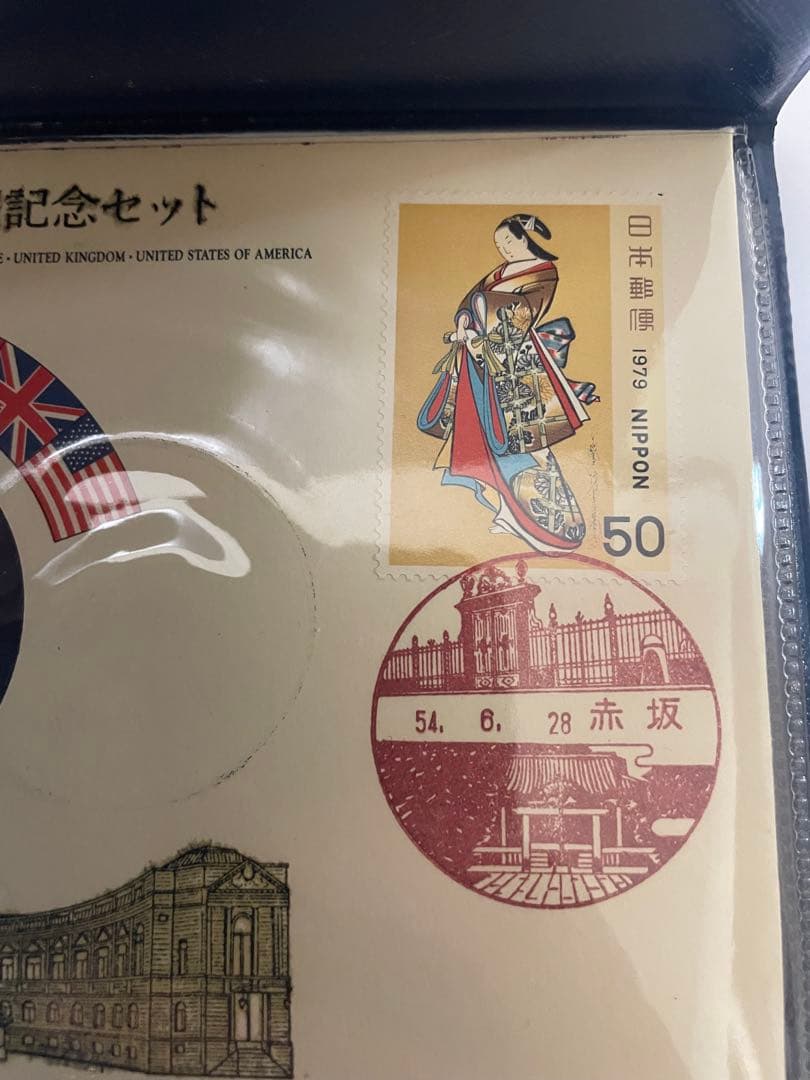 記念セット
E・UNITED KINGDOM・UNITED STATES OF AMERICA
日本郵便 1979 NIPPON
50
54. 6. 28 赤坂